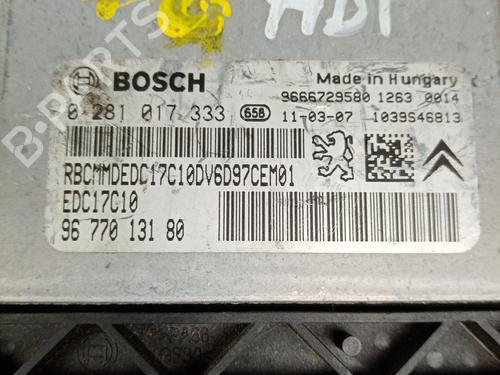 HDI
BOSCH
Made in Hungary
9666729580 1263 0014
0 281 017 333 65B 11-03-07 1039S46813
RBCMMDEDC17C10DV6D97CEM01
EDC17C10
96 770 131 80
B-PARTS